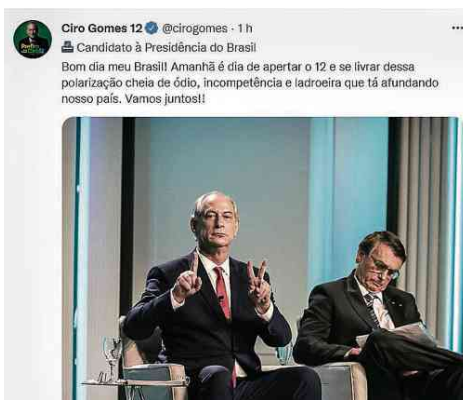 Ciro Gomes 12 @cirogomes · 1 h
Candidato à Presidência do Brasil
Bom dia meu Brasil! Amanhã é dia de apertar o 12 e se livrar dessa
polarização cheia de ódio, incompetência e ladroeira que tá afundando
nosso país. Vamos juntos!!